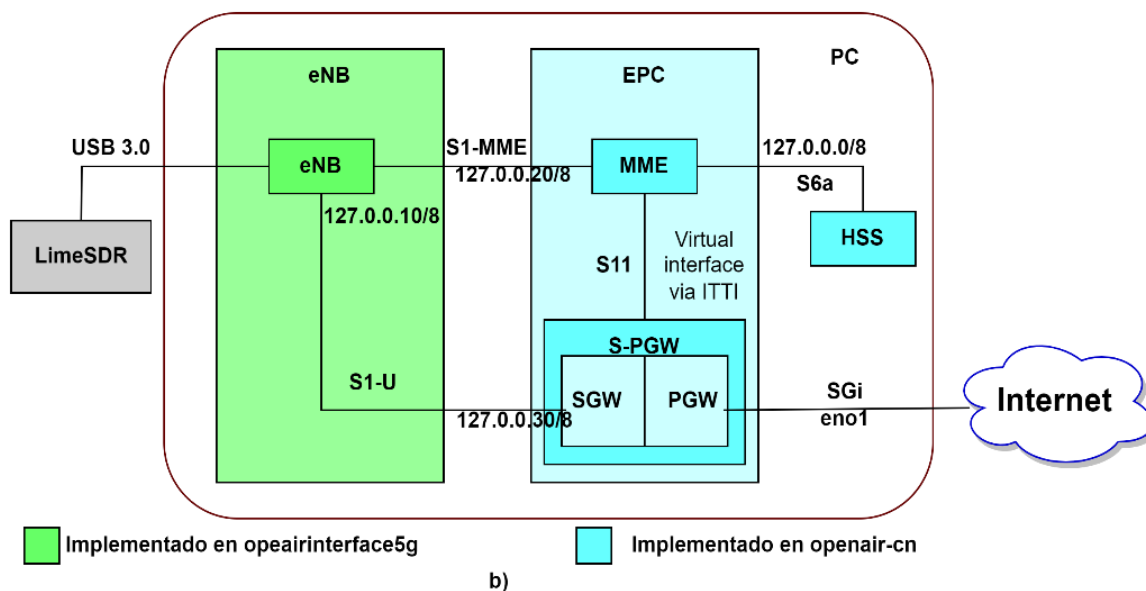 PC
eNB
EPC
USB 3.0
eNB
S1-MME
127.0.0.20/8
MME
127.0.0.0/8
S6a
127.0.0.10/8
LimeSDR
HSS
S11
Virtual
interface
via ITTI
S-PGW
S1-U
SGW
PGW
127.0.0.30/8
SGi
eno1
Internet
Implementado en opeairinterface5g
Implementado en openair-cn
b)